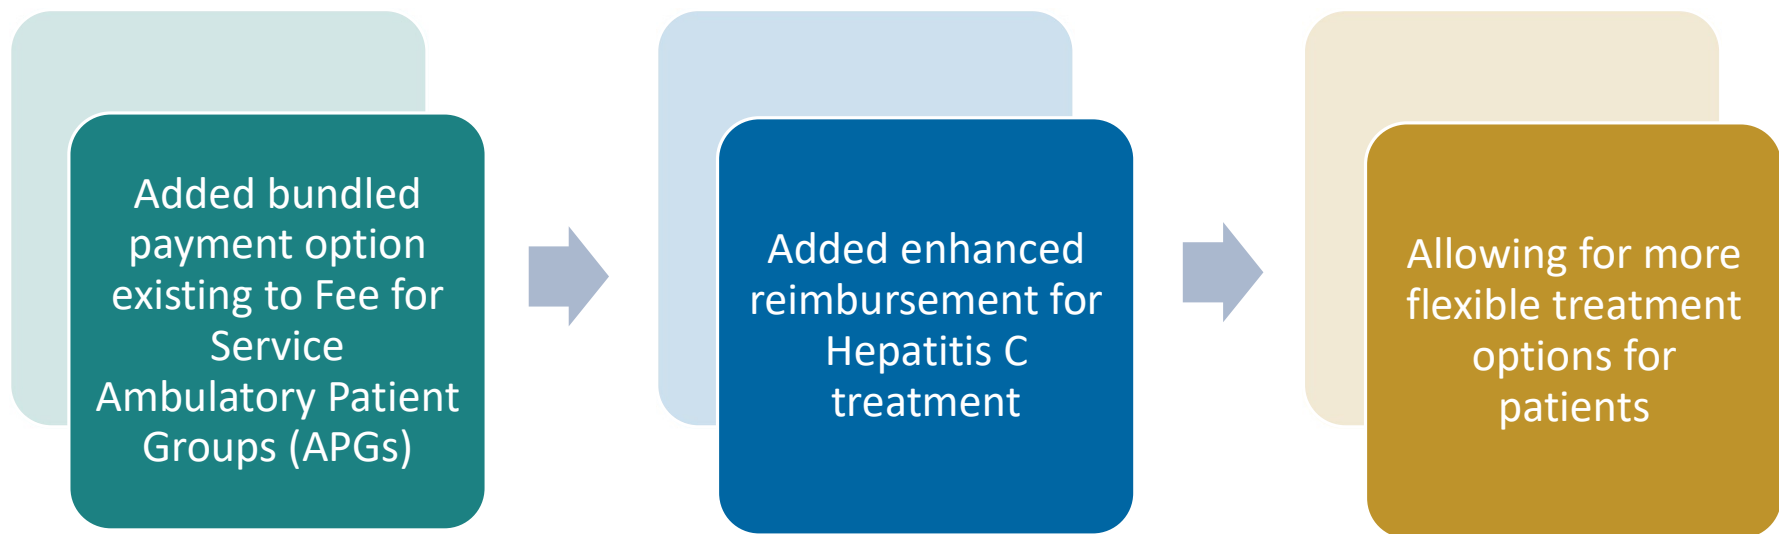 Added bundled
payment option
existing to Fee for
Service
Ambulatory Patient
Groups (APGs)
Added enhanced
reimbursement for
Hepatitis C
treatment
Allowing for more
flexible treatment
options for
patients